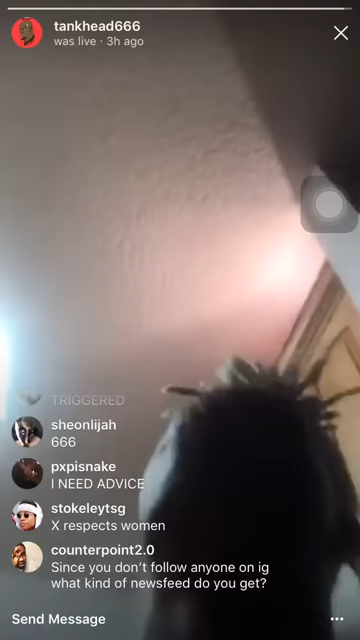 tankhead666
was live · 3h ago
TRIGGERED
sheonlijah
666
pxpisnake
I NEED ADVICE
stokeleytsg
X respects women
counterpoint2.0
Since you don't follow anyone on ig
what kind of newsfeed do you get?
Send Message